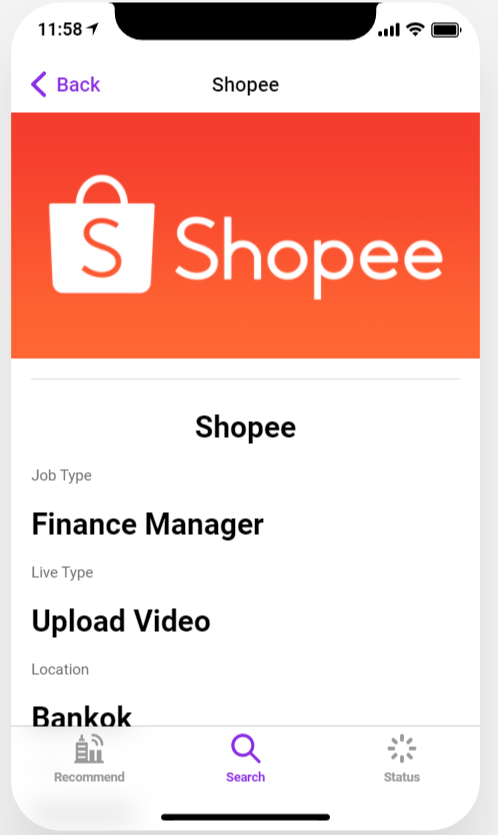 11:58
Back
Shopee
S Shopee
Shopee
Job Type
Finance Manager
Live Type
Upload Video
Location
Bankok
Recommend
Search
Status